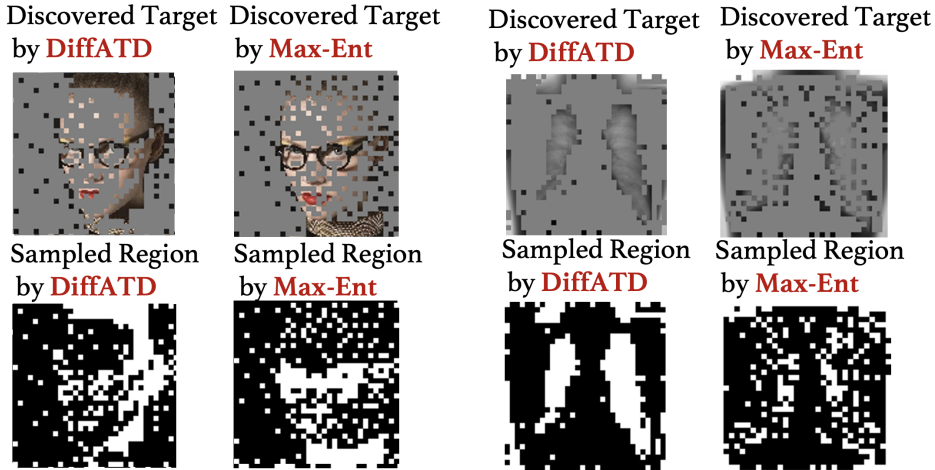 Discovered Target
by DiffATD
Discovered Target
by Max-Ent
Discovered Target
by DiffATD
Discovered Target
by Max-Ent
Sampled Region
by DiffATD
Sampled Region
by Max-Ent
Sampled Region
by DiffATD
Sampled Region
by Max-Ent